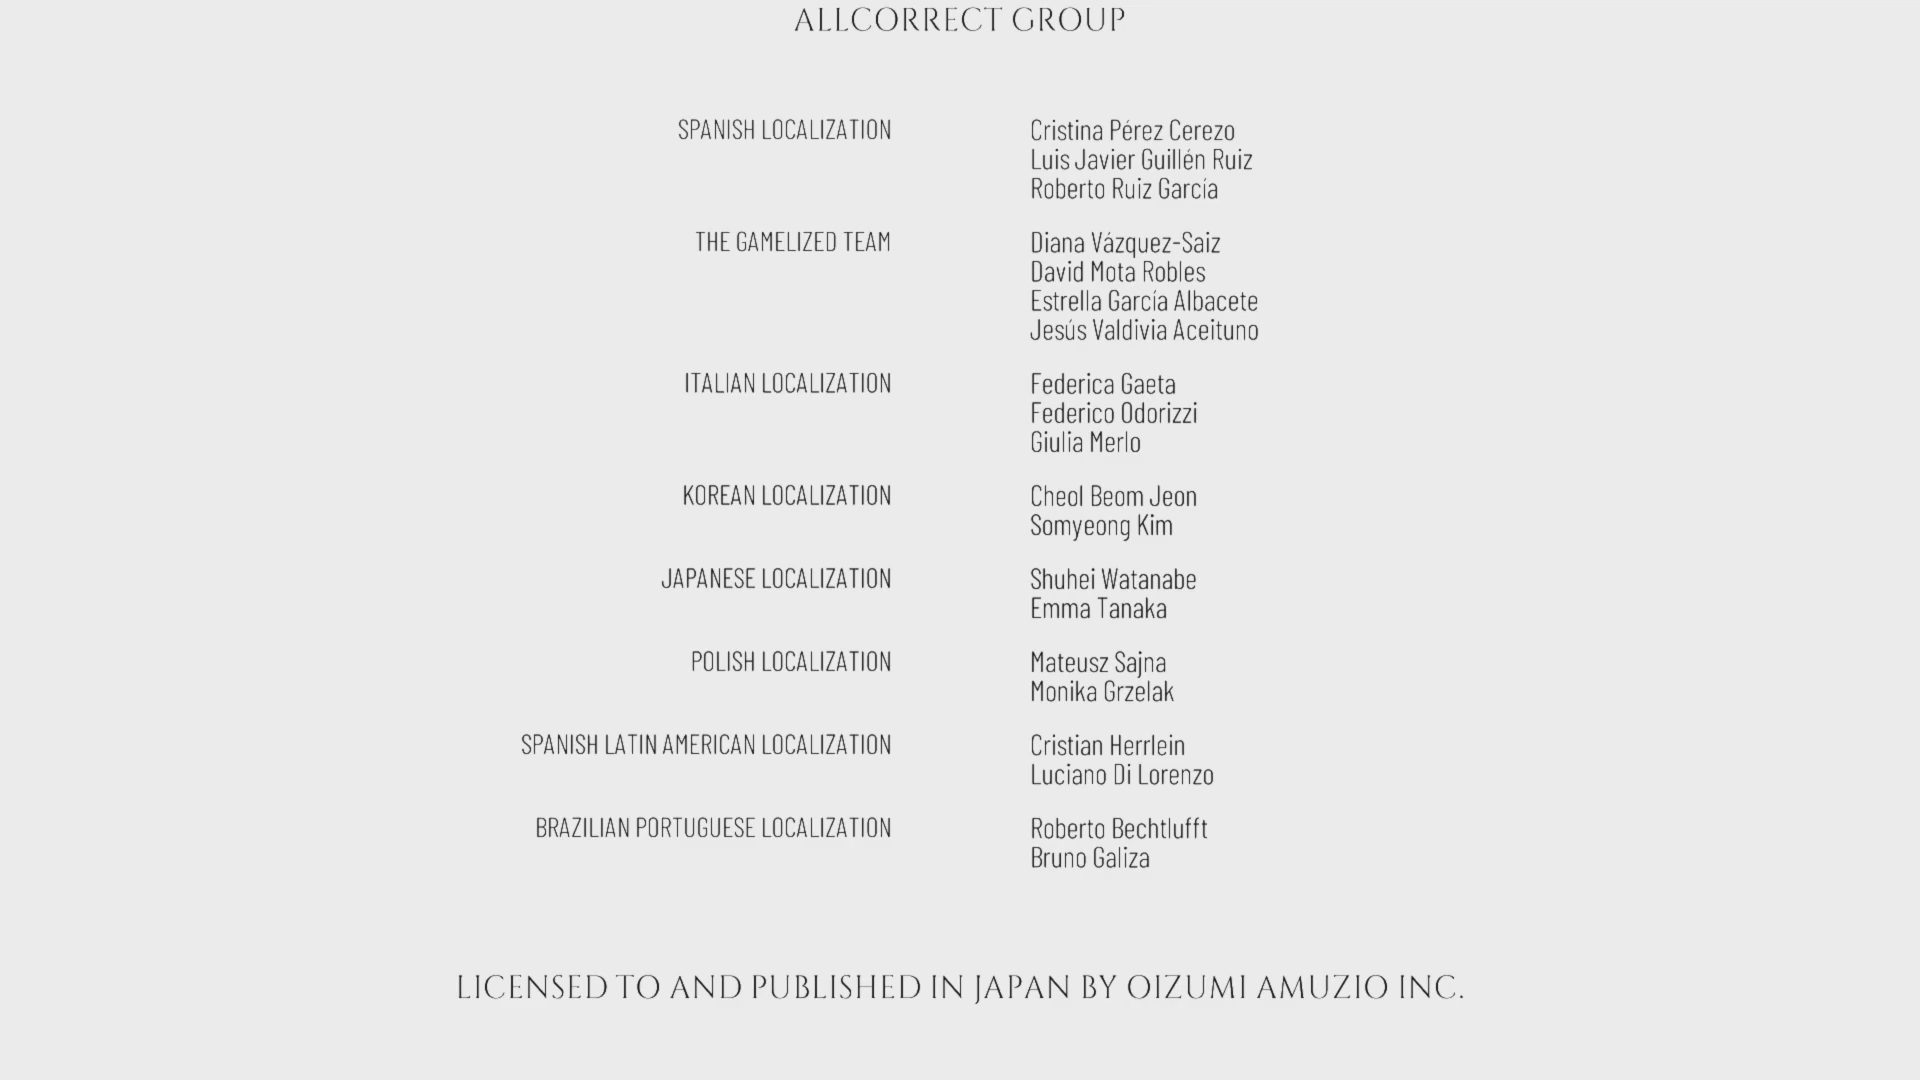 ALLCORRECT GROUP
SPANISH LOCALIZATION
Cristina Pérez Cerezo
Luis Javier Guillén Ruiz
Roberto Ruiz García
THE GAMELIZED TEAM
Diana Vázquez-Saiz
David Mota Robles
Estrella García Albacete
Jesús Valdivia Aceituno
ITALIAN LOCALIZATION
Federica Gaeta
Federico Odorizzi
Giulia Merlo
KOREAN LOCALIZATION
Cheol Beom Jeon
Somyeong Kim
JAPANESE LOCALIZATION
Shuhei Watanabe
Emma Tanaka
POLISH LOCALIZATION
Mateusz Sajna
Monika Grzelak
SPANISH LATIN AMERICAN LOCALIZATION
Cristian Herrlein
Luciano Di Lorenzo
BRAZILIAN PORTUGUESE LOCALIZATION
Roberto Bechtlufft
Bruno Galiza
LICENSED TO AND PUBLISHED IN JAPAN BY OIZUMI AMUZIO INC.